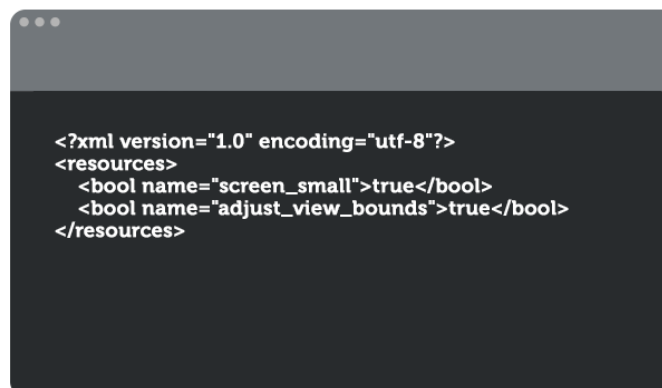 <?xml version="1.0" encoding="utf-8"?>
<resources>
<bool name="screen_small">true</bool>
<bool name="adjust_view_bounds">true</bool>
</resources>